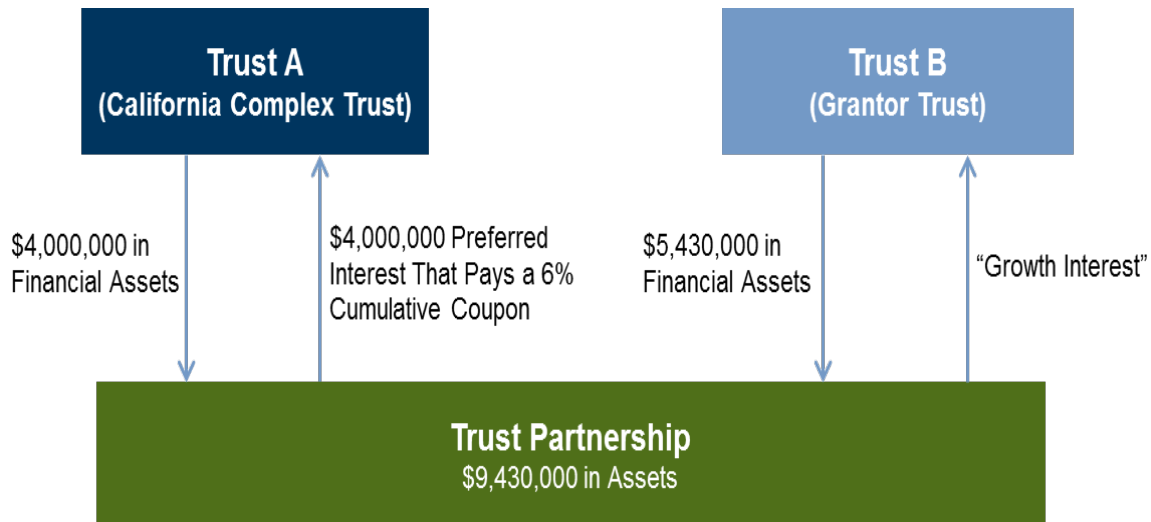 Trust A
(California Complex Trust)
Trust B
(Grantor Trust)
$4,000,000 in
Financial Assets
$4,000,000 Preferred
Interest That Pays a 6%
Cumulative Coupon
$5,430,000 in
Financial Assets
“Growth Interest”
Trust Partnership
$9,430,000 in Assets